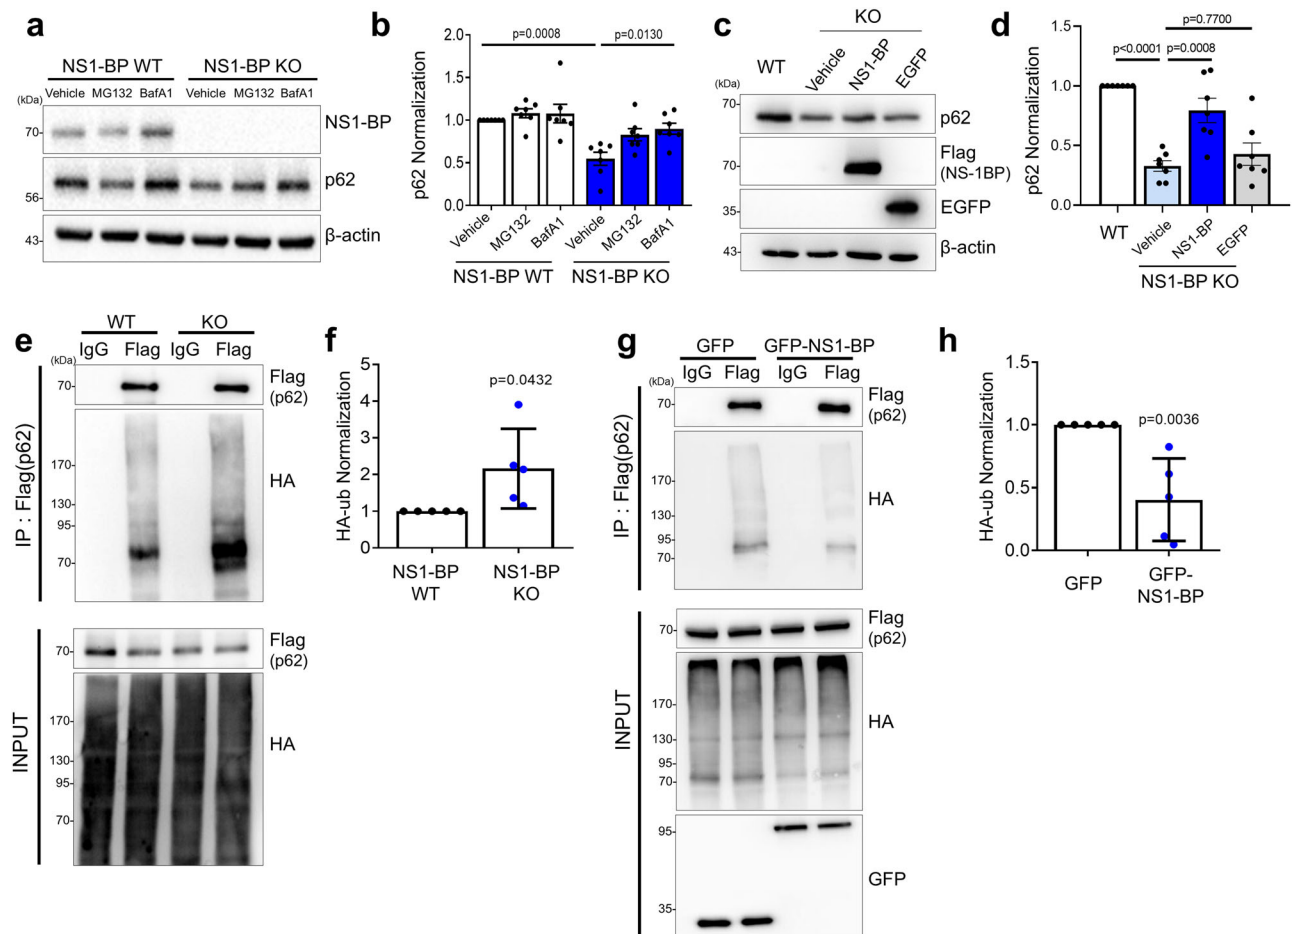 a
NS1-BP WT NS1-BP KO
(kDa) Vehicle MG132 BafA1 Vehicle MG132 BafA1
70- NS1-BP
p62
56-
43- β-actin
b
p62 Normalization
2.0
1.5
1.0
0.5
0.0
p=0.0008 p=0.0130
Vehicle MG132 BafA1 Vehicle MG132 BafA1
NS1-BP WT NS1-BP KO
c
KO
WT Vehicle NS1-BP EGFP
(kDa)
70- p62
70- Flag
(NS-1BP)
35- EGFP
43- β-actin
d
p62 Normalization
1.5
1.0
0.5
0.0
p=0.7700
p<0.0001 p=0.0008
WT Vehicle NS1-BP EGFP
NS1-BP KO
e
WT KO
IgG Flag IgG Flag
(kDa)
IP : Flag(p62)
70- Flag
(p62)
170-
130-
95-
70-
HA
INPUT
70- Flag
(p62)
170-
130-
95-
70-
HA
f
HA-ub Normalization
5
4
3
2
1
0
p=0.0432
NS1-BP
WT
NS1-BP
KO
g
GFP GFP-NS1-BP
IgG Flag IgG Flag
(kDa)
IP : Flag(p62)
70- Flag
(p62)
170-
130-
95-
70-
HA
INPUT
70- Flag
(p62)
170-
130-
95-
70-
HA
95-
35-
GFP
h
HA-ub Normalization
1.5
1.0
0.5
0.0
p=0.0036
GFP
GFP-
NS1-BP